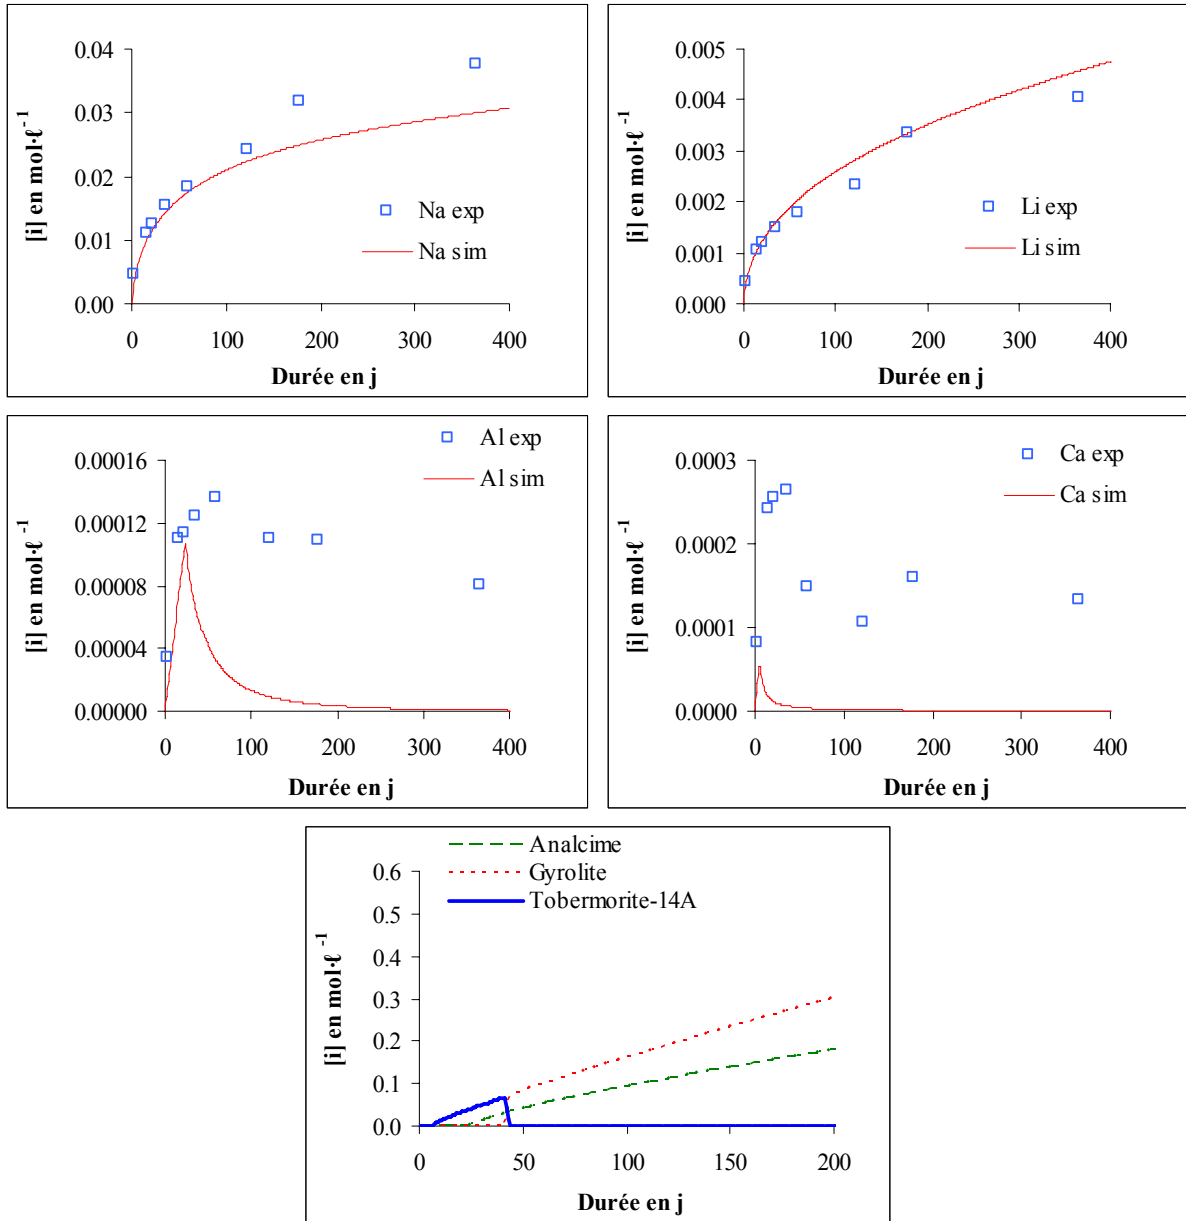 0.04
0.03
0.02
0.01
0.00
[i] en mol·ℓ⁻¹
Na exp
Na sim
0 100 200 300 400
Durée en j
0.005
0.004
0.003
0.002
0.001
0.000
[i] en mol·ℓ⁻¹
Li exp
Li sim
0 100 200 300 400
Durée en j
Al exp
Al sim
0.00016
0.00012
0.00008
0.00004
0.00000
[i] en mol·ℓ⁻¹
0 100 200 300 400
Durée en j
Ca exp
Ca sim
0.0003
0.0002
0.0001
0.0000
[i] en mol·ℓ⁻¹
0 100 200 300 400
Durée en j
Analcime
Gyrolite
Tobermorite-14A
0.6
0.5
0.4
0.3
0.2
0.1
0.0
[i] en mol·ℓ⁻¹
0 50 100 150 200
Durée en j